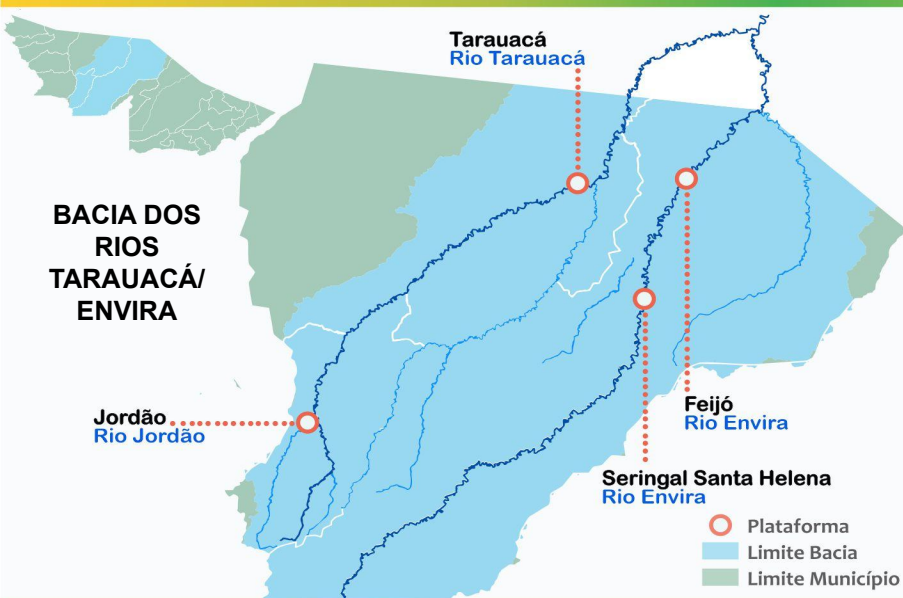 Tarauacá
Rio Tarauacá
BACIA DOS
RIOS
TARAUACÁ/
ENVIRA
Jordão
Rio Jordão
Feijó
Rio Envira
Seringal Santa Helena
Rio Envira
Plataforma
Limite Bacia
Limite Município